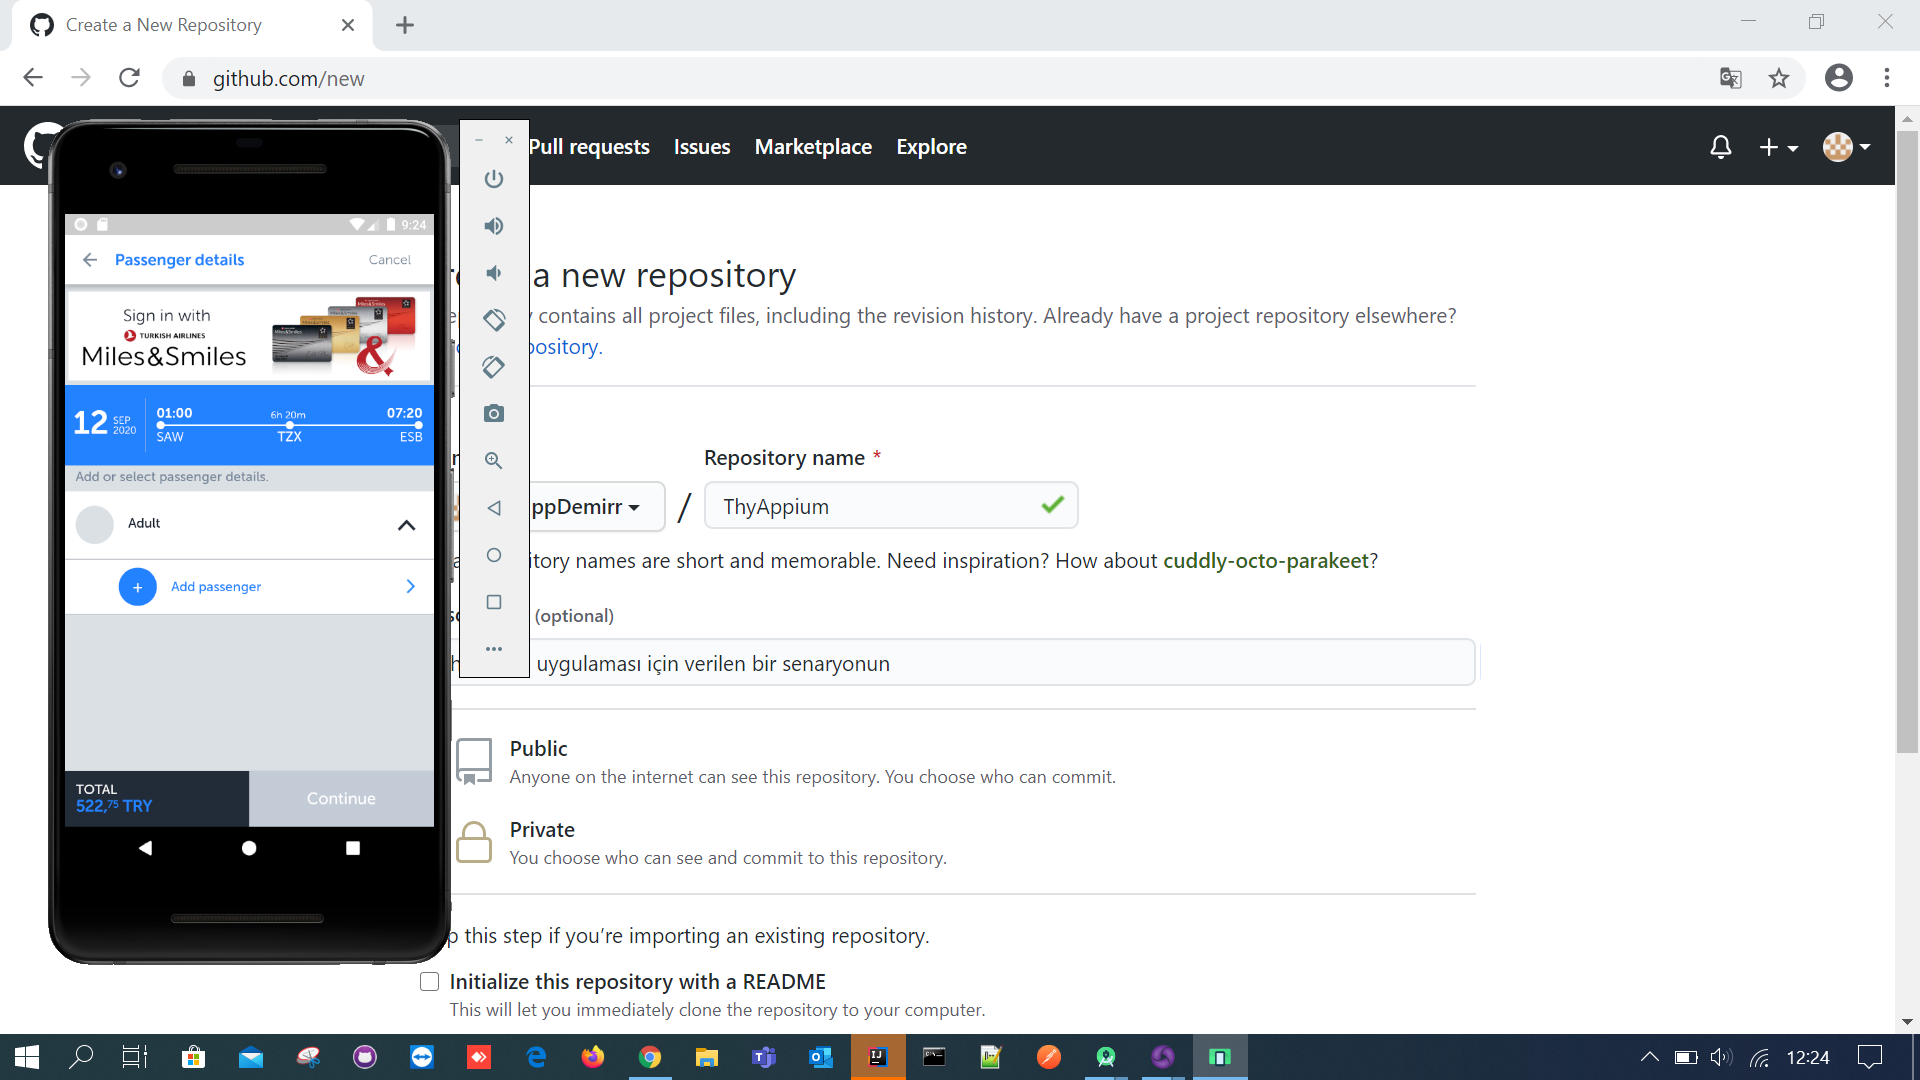 Create a New Repository
github.com/new
Pull requests Issues Marketplace Explore
9:24
Passenger details Cancel
Sign in with
TURKISH AIRLINES
Miles&Smiles
12 SEP 2020
01:00 6h 20m 07:20
SAW TZX ESB
Add or select passenger details.
Adult
+ Add passenger
TOTAL
522,75 TRY
Continue
a new repository
contains all project files, including the revision history. Already have a project repository elsewhere?
pository.
Repository name *
ppDemirr / ThyAppium
itory names are short and memorable. Need inspiration? How about cuddly-octo-parakeet?
(optional)
uygulaması için verilen bir senaryonun
Public
Anyone on the internet can see this repository. You choose who can commit.
Private
You choose who can see and commit to this repository.
p this step if you’re importing an existing repository.
Initialize this repository with a README
This will let you immediately clone the repository to your computer.
12:24